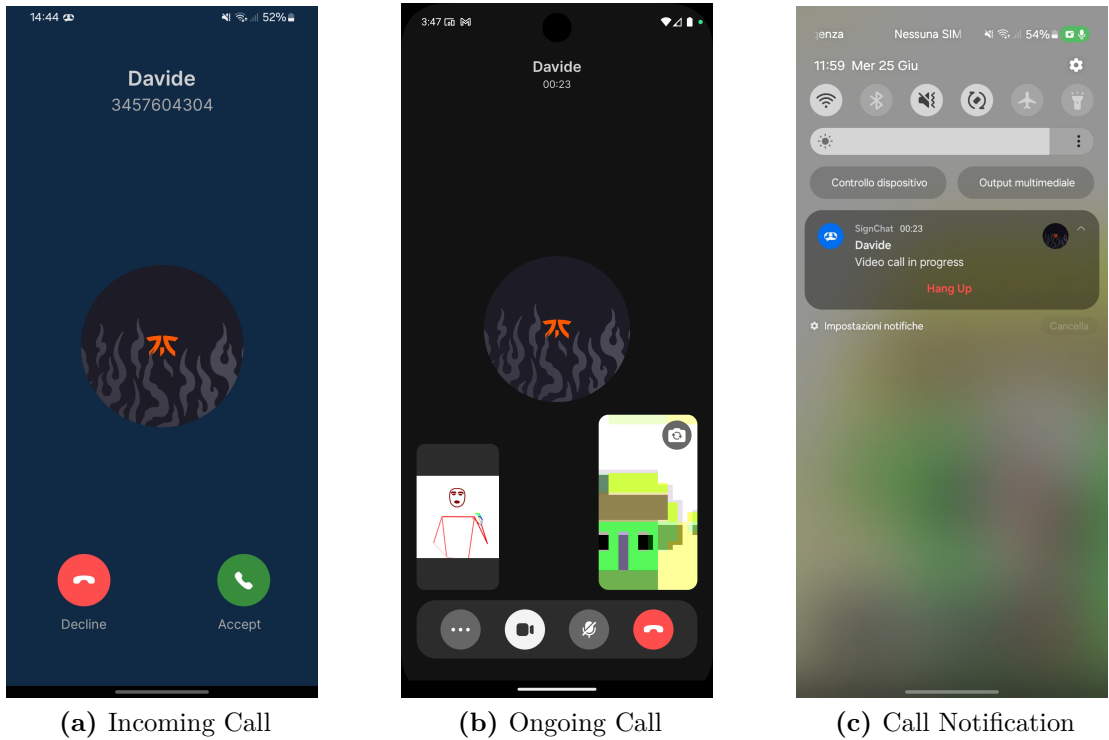 14:44 52%
Davide
3457604304
Decline Accept
(a) Incoming Call
3:47
Davide
00:23
(b) Ongoing Call
genza Nessuna SIM 54%
11:59 Mer 25 Giu
Controllo dispositivo Output multimediale
SignChat 00:23
Davide
Video call in progress
Hang Up
Impostazioni notifiche Cancella
(c) Call Notification